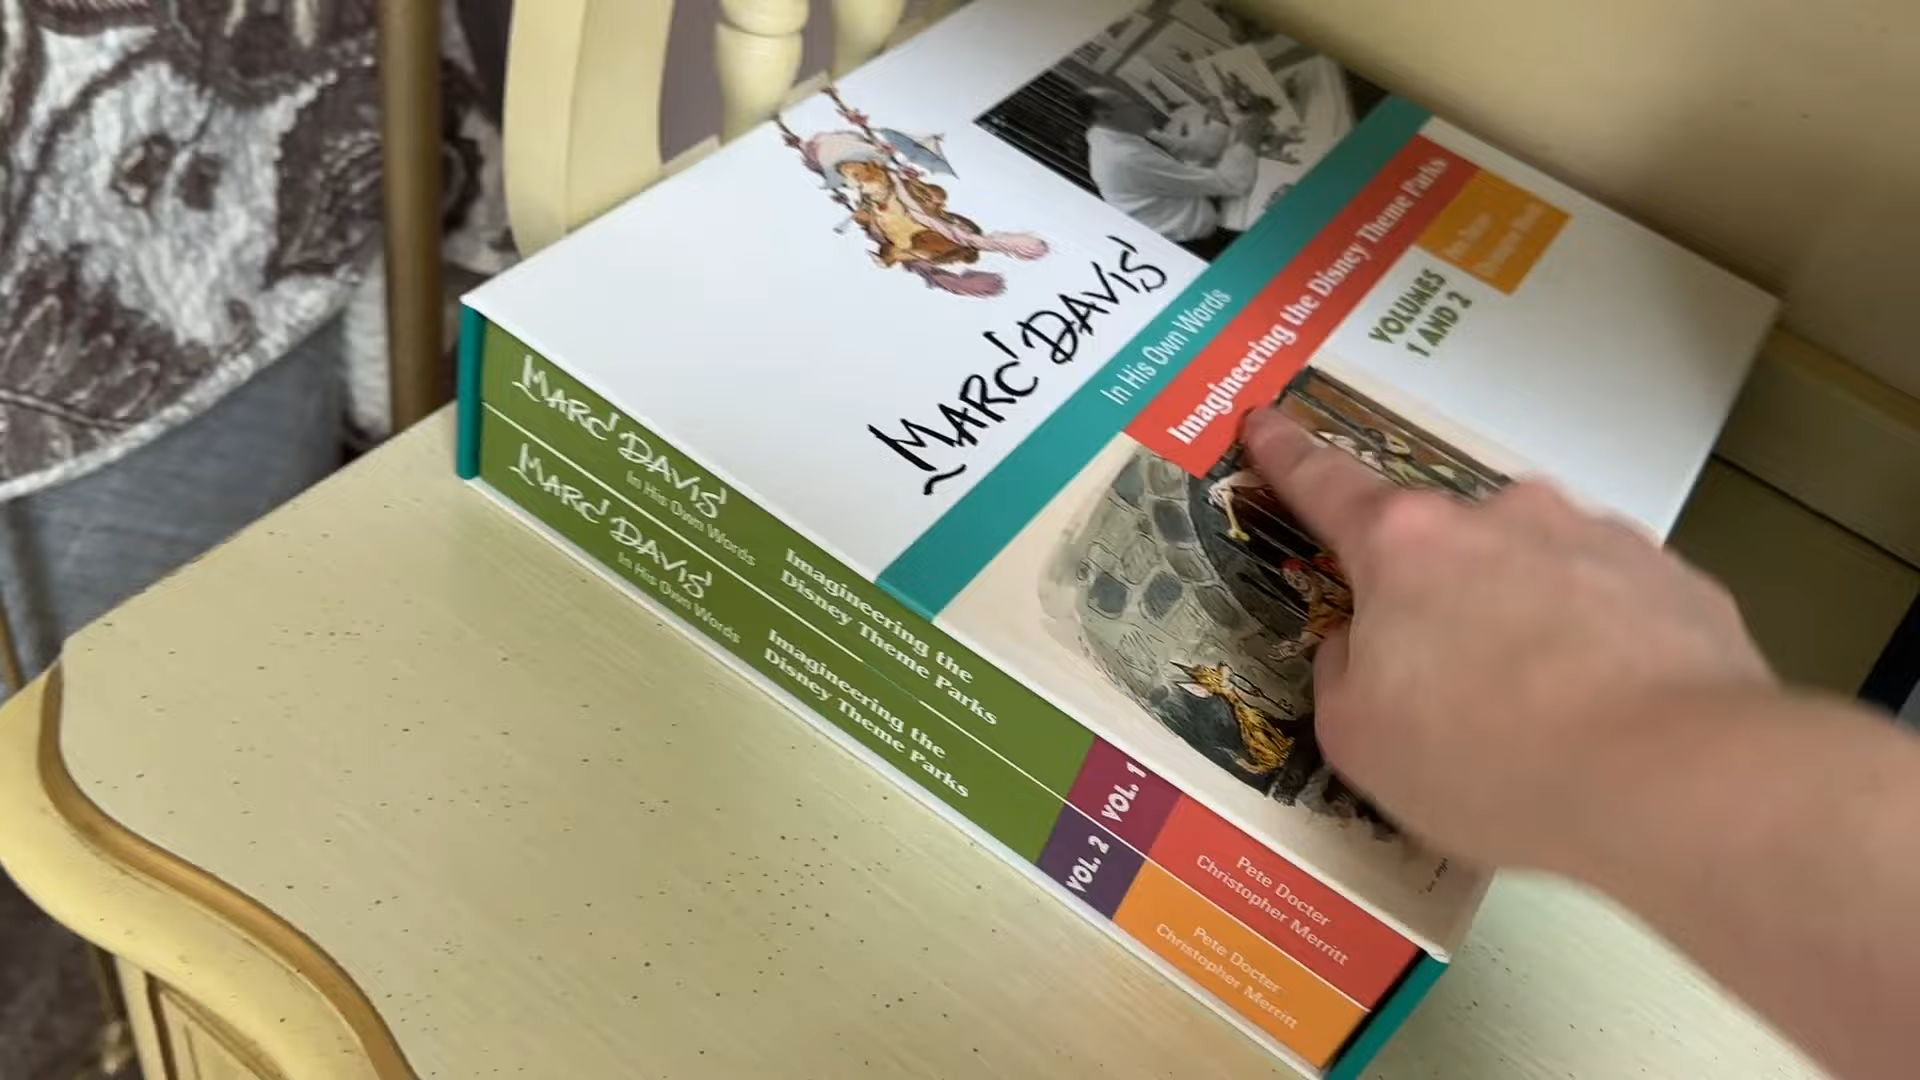 MARC DAVIS
In His Own Words
Imagineering the Disney Theme Parks
VOLUMES
1 AND 2
MARC DAVIS
In His Own Words
Imagineering the
Disney Theme Parks
VOL. 1
Pete Docter
Christopher Merritt
MARC DAVIS
In His Own Words
Imagineering the
Disney Theme Parks
VOL. 2
Pete Docter
Christopher Merritt